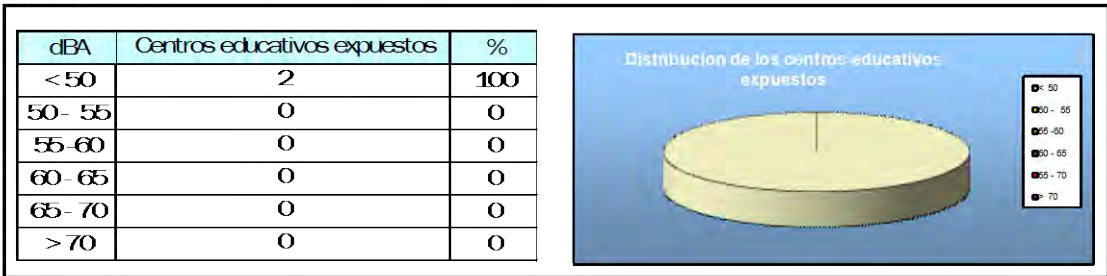 dBA Centros educativos expuestos %
< 50 2 100
50 - 55 0 0
55-60 0 0
60-65 0 0
65- 70 0 0
> 70 0 0
Distribucion de los centros educativos
expuestos
< 50
50 - 55
55 -60
60 - 65
65 - 70
> 70